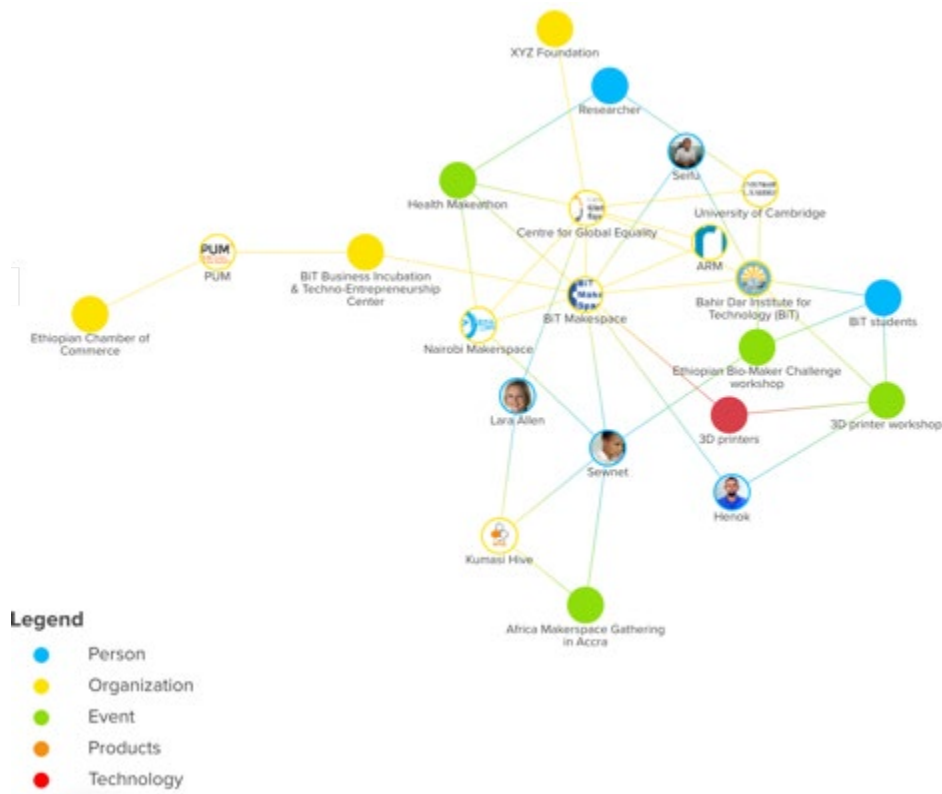 XYZ Foundation
Researcher
Seifu
Health Makeathon
University of Cambridge
Centre for Global Equality
PUM
PUM
ARM
BiT Business Incubation
& Techno-Entrepreneurship
Center
BiT Makespace
Bahir Dar Institute for
Technology (BiT)
BiT students
Ethiopian Chamber of
Commerce
Nairobi Makerspace
Ethiopian Bio-Maker Challenge
workshop
Lara Allen
3D printers
3D printer workshop
Sewnet
Henok
Kumasi Hive
Africa Makerspace Gathering
in Accra
Legend
Person
Organization
Event
Products
Technology